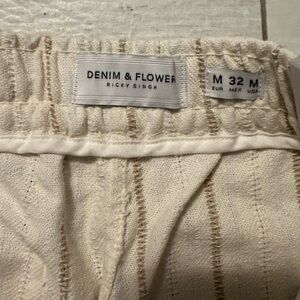 DENIM & FLOWER
RICKY SINGH
M 32 M
EUR MEX USA